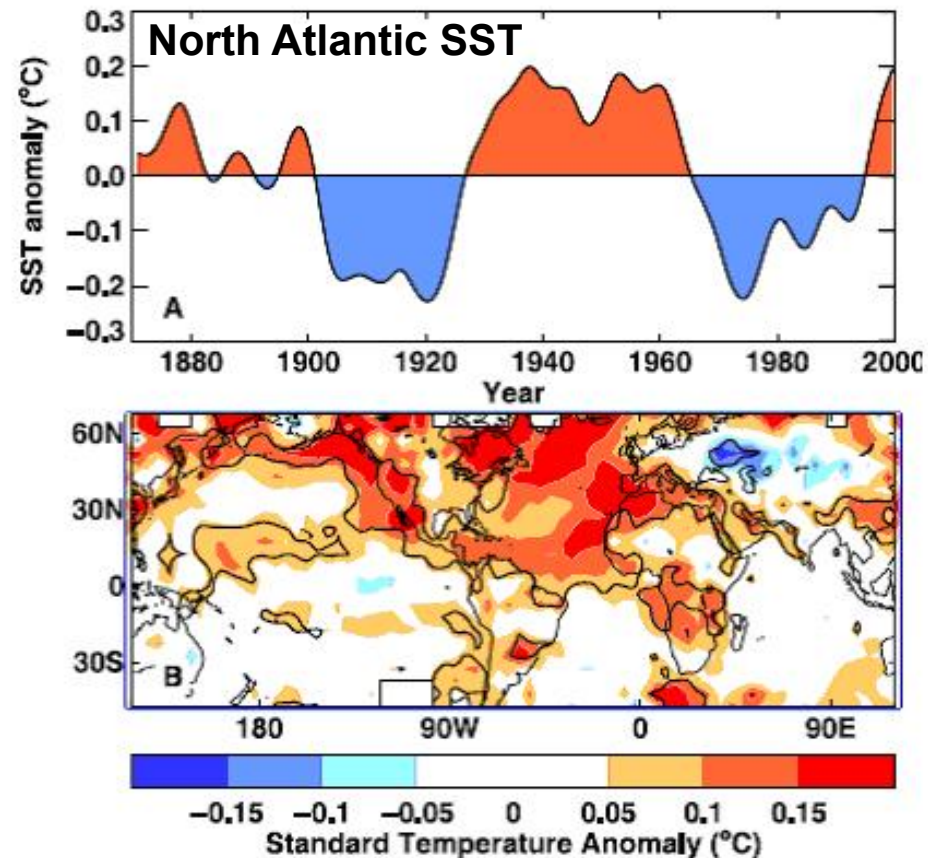 North Atlantic SST
SST anomaly (°C)
0.3
0.2
0.1
0.0
−0.1
−0.2
−0.3
A
1880 1900 1920 1940 1960 1980 2000
Year
60N
30N
0
30S
B
180 90W 0 90E
−0.15 −0.1 −0.05 0 0.05 0.1 0.15
Standard Temperature Anomaly (°C)